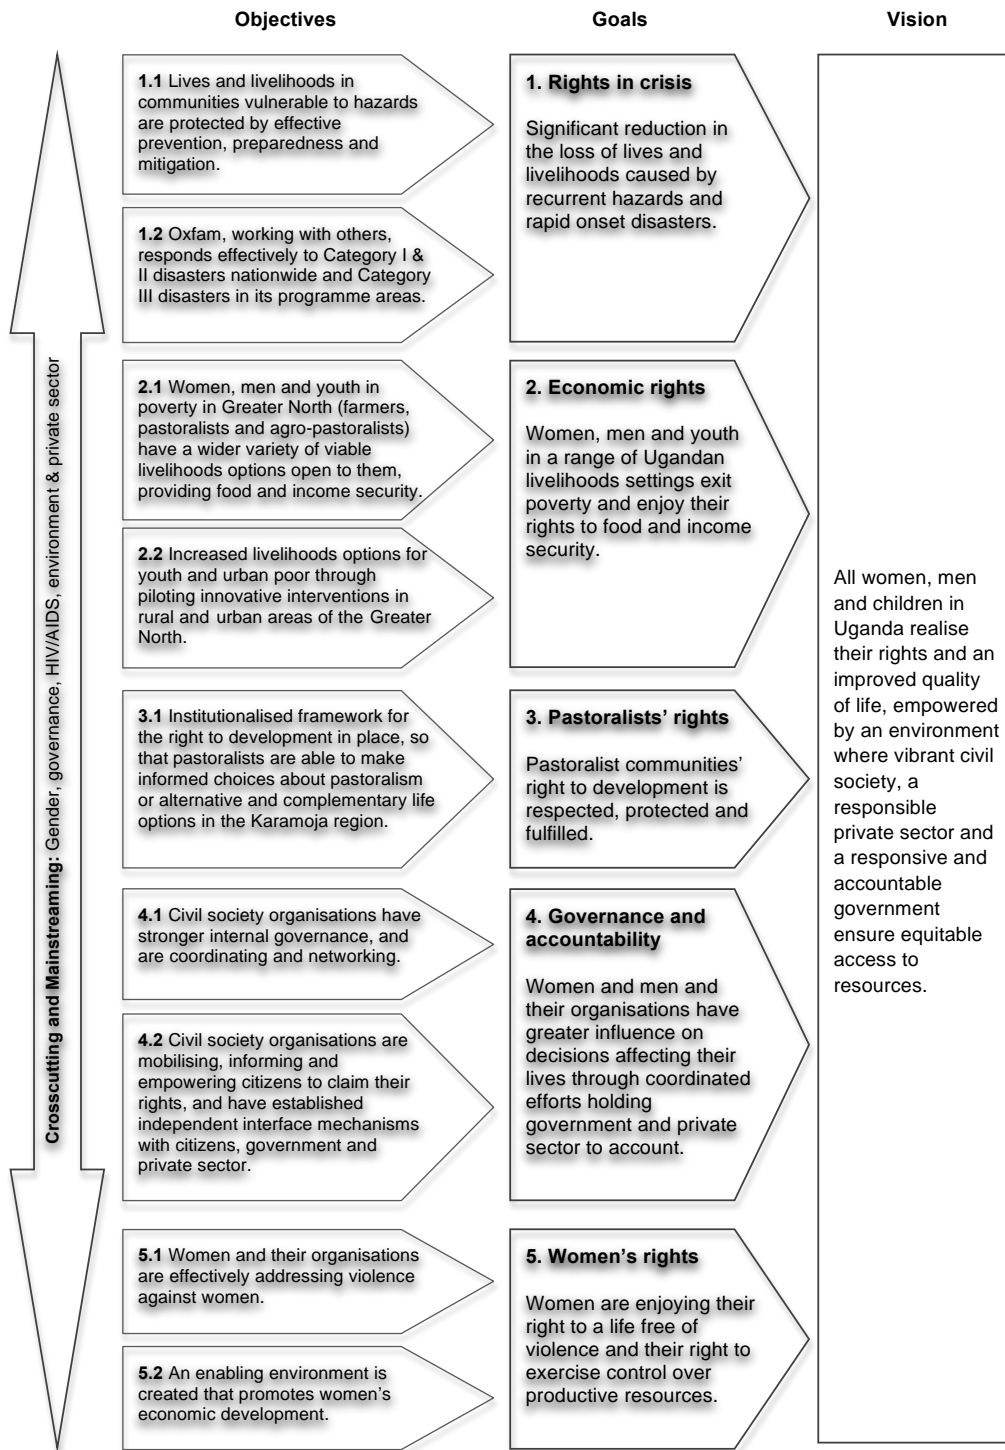 Objectives
Goals
Vision
Crosscutting and Mainstreaming: Gender, governance, HIV/AIDS, environment & private sector
1.1 Lives and livelihoods in
communities vulnerable to hazards
are protected by effective
prevention, preparedness and
mitigation.
1.2 Oxfam, working with others,
responds effectively to Category I &
II disasters nationwide and Category
III disasters in its programme areas.
1. Rights in crisis
Significant reduction in
the loss of lives and
livelihoods caused by
recurrent hazards and
rapid onset disasters.
2.1 Women, men and youth in
poverty in Greater North (farmers,
pastoralists and agro-pastoralists)
have a wider variety of viable
livelihoods options open to them,
providing food and income security.
2.2 Increased livelihoods options for
youth and urban poor through
piloting innovative interventions in
rural and urban areas of the Greater
North.
2. Economic rights
Women, men and youth
in a range of Ugandan
livelihoods settings exit
poverty and enjoy their
rights to food and income
security.
3.1 Institutionalised framework for
the right to development in place, so
that pastoralists are able to make
informed choices about pastoralism
or alternative and complementary life
options in the Karamoja region.
3. Pastoralists’ rights
Pastoralist communities’
right to development is
respected, protected and
fulfilled.
4.1 Civil society organisations have
stronger internal governance, and
are coordinating and networking.
4.2 Civil society organisations are
mobilising, informing and
empowering citizens to claim their
rights, and have established
independent interface mechanisms
with citizens, government and
private sector.
4. Governance and
accountability
Women and men and
their organisations have
greater influence on
decisions affecting their
lives through coordinated
efforts holding
government and private
sector to account.
5.1 Women and their organisations
are effectively addressing violence
against women.
5.2 An enabling environment is
created that promotes women’s
economic development.
5. Women’s rights
Women are enjoying their
right to a life free of
violence and their right to
exercise control over
productive resources.
All women, men
and children in
Uganda realise
their rights and an
improved quality
of life, empowered
by an environment
where vibrant civil
society, a
responsible
private sector and
a responsive and
accountable
government
ensure equitable
access to
resources.